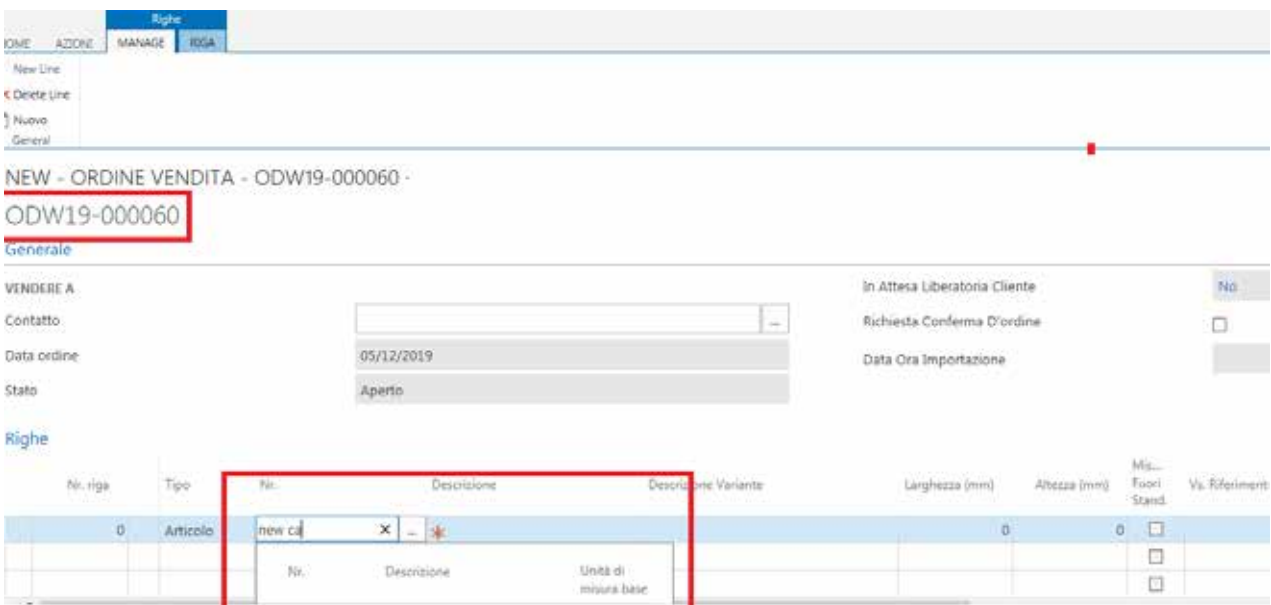 Righe
HOME AZIONI MANAGE RIGA
New Line
Delete Line
Nuovo
General
NEW - ORDINE VENDITA - ODW19-000060 ·
ODW19-000060
Generale
VENDERE A
In Attesa Liberatoria Cliente No
Contatto ... Richiesta Conferma D'ordine
Data ordine 05/12/2019 Data Ora Importazione
Stato Aperto
Righe
Nr. riga Tipo Nr. Descrizione Descrizione Variante Larghezza (mm) Altezza (mm) Mis... Fuori Stand. Vs. Riferiment
0 Articolo new ca ... 0 0
Nr. Descrizione Unità di misura base